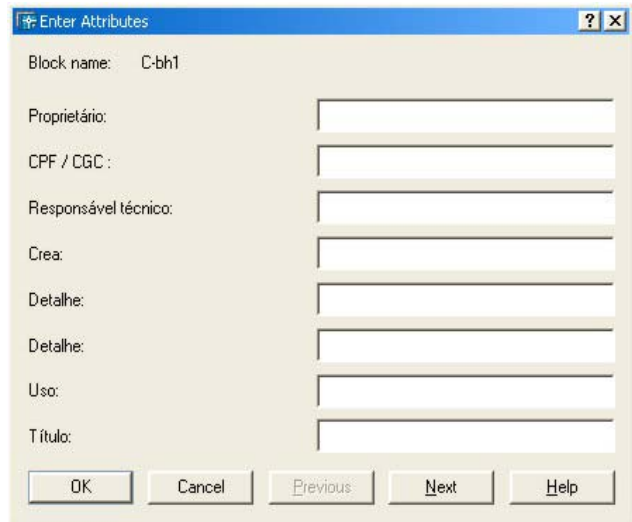 Enter Attributes
Block name: C-bh1
Proprietário:
CPF / CGC :
Responsável técnico:
Crea:
Detalhe:
Detalhe:
Uso:
Título:
OK Cancel Previous Next Help